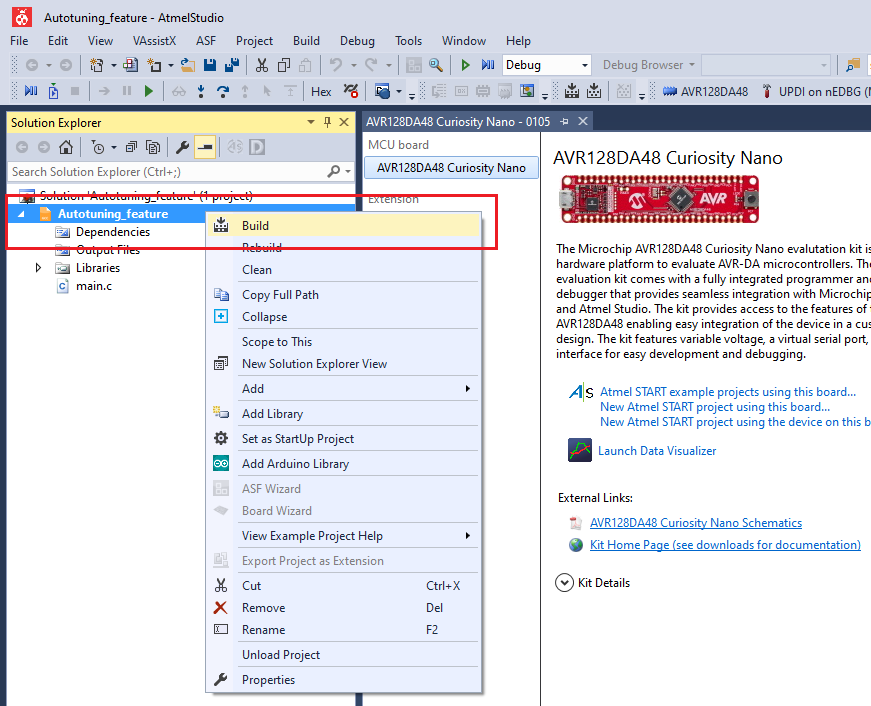 Autotuning_feature - AtmelStudio
File Edit View VAssistX ASF Project Build Debug Tools Window Help
Debug Debug Browser
Hex AVR128DA48 UPDI on nEDBG (
Solution Explorer
Search Solution Explorer (Ctrl+;)
Solution 'Autotuning_feature' (1 project)
Autotuning_feature
Dependencies
Output Files
Libraries
main.c
Build
Rebuild
Clean
Copy Full Path
Collapse
Scope to This
New Solution Explorer View
Add
Add Library
Set as StartUp Project
Add Arduino Library
ASF Wizard
Board Wizard
View Example Project Help
Export Project as Extension
Cut Ctrl+X
Remove Del
Rename F2
Unload Project
Properties
AVR128DA48 Curiosity Nano - 0105
MCU board
AVR128DA48 Curiosity Nano
Extension
AVR128DA48 Curiosity Nano
AVR
The Microchip AVR128DA48 Curiosity Nano evalutation kit is
hardware platform to evaluate AVR-DA microcontrollers. The
evaluation kit comes with a fully integrated programmer and
debugger that provides seamless integration with Microchip
and Atmel Studio. The kit provides access to the features of
AVR128DA48 enabling easy integration of the device in a cus
design. The kit features variable voltage, a virtual serial port,
interface for easy development and debugging.
Atmel START example projects using this board...
New Atmel START project using this board...
New Atmel START project using the device on this b
Launch Data Visualizer
External Links:
AVR128DA48 Curiosity Nano Schematics
Kit Home Page (see downloads for documentation)
Kit Details